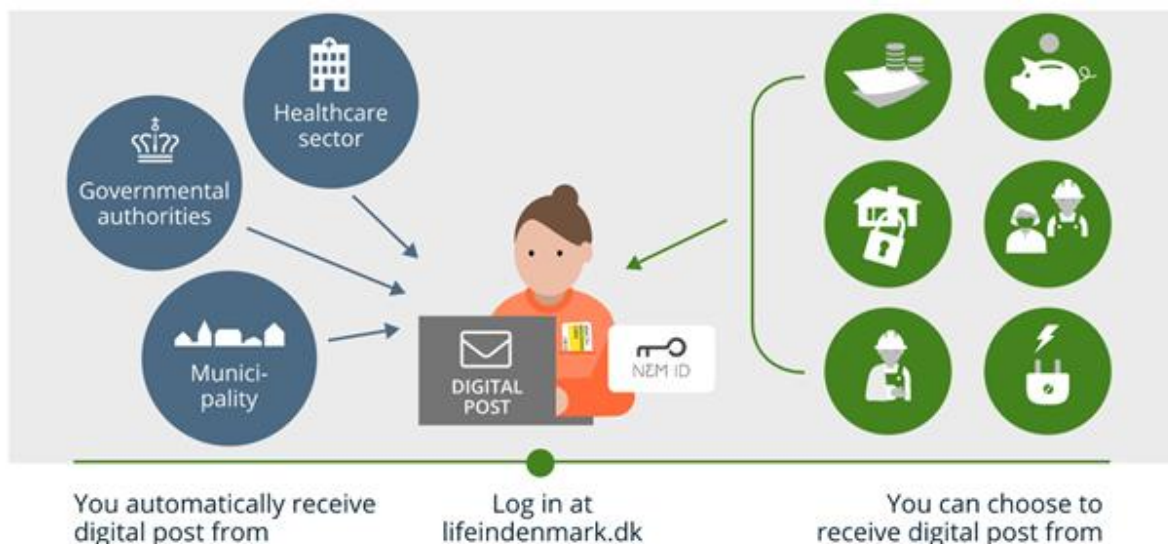 Healthcare
sector
Governmental
authorities
Munici-
pality
DIGITAL
POST
NΣM ID
You automatically receive
digital post from
Log in at
lifeindenmark.dk
You can choose to
receive digital post from